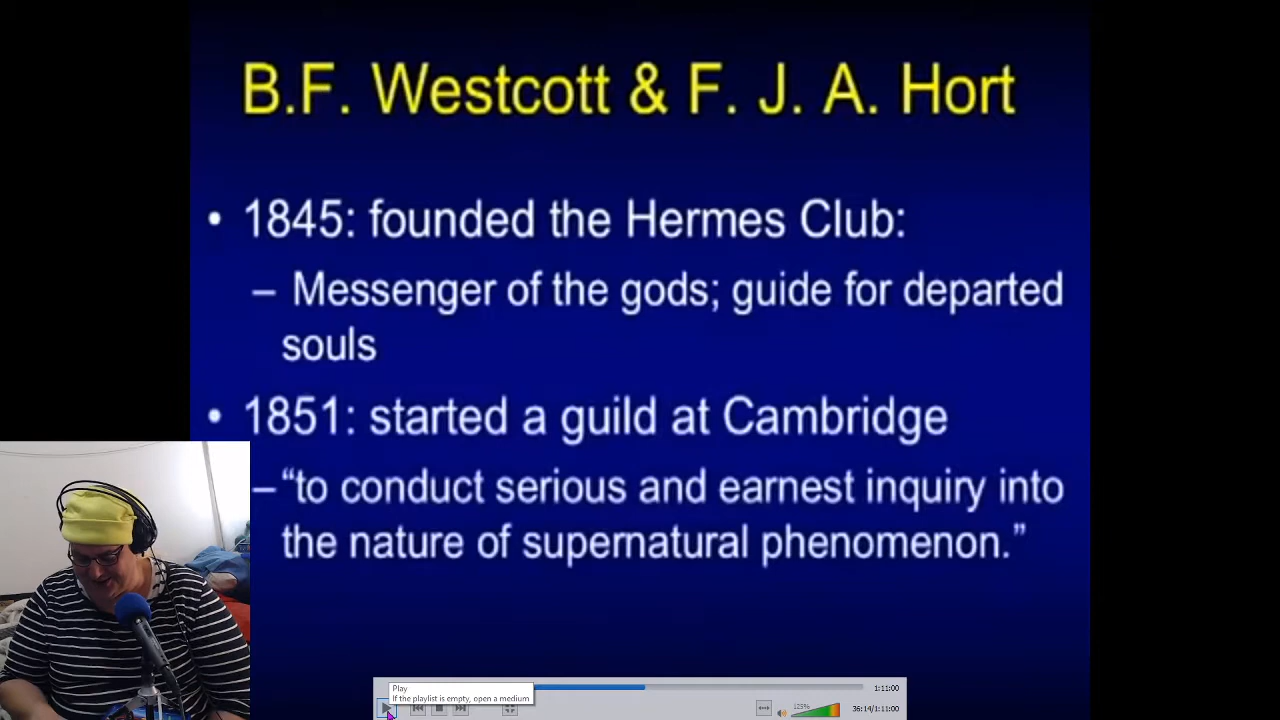 B.F. Westcott & F. J. A. Hort
• 1845: founded the Hermes Club:
– Messenger of the gods; guide for departed
souls
• 1851: started a guild at Cambridge
– “to conduct serious and earnest inquiry into
the nature of supernatural phenomenon.”
Play
If the playlist is empty, open a medium
1:11:00
125%
36:14/1:11:00